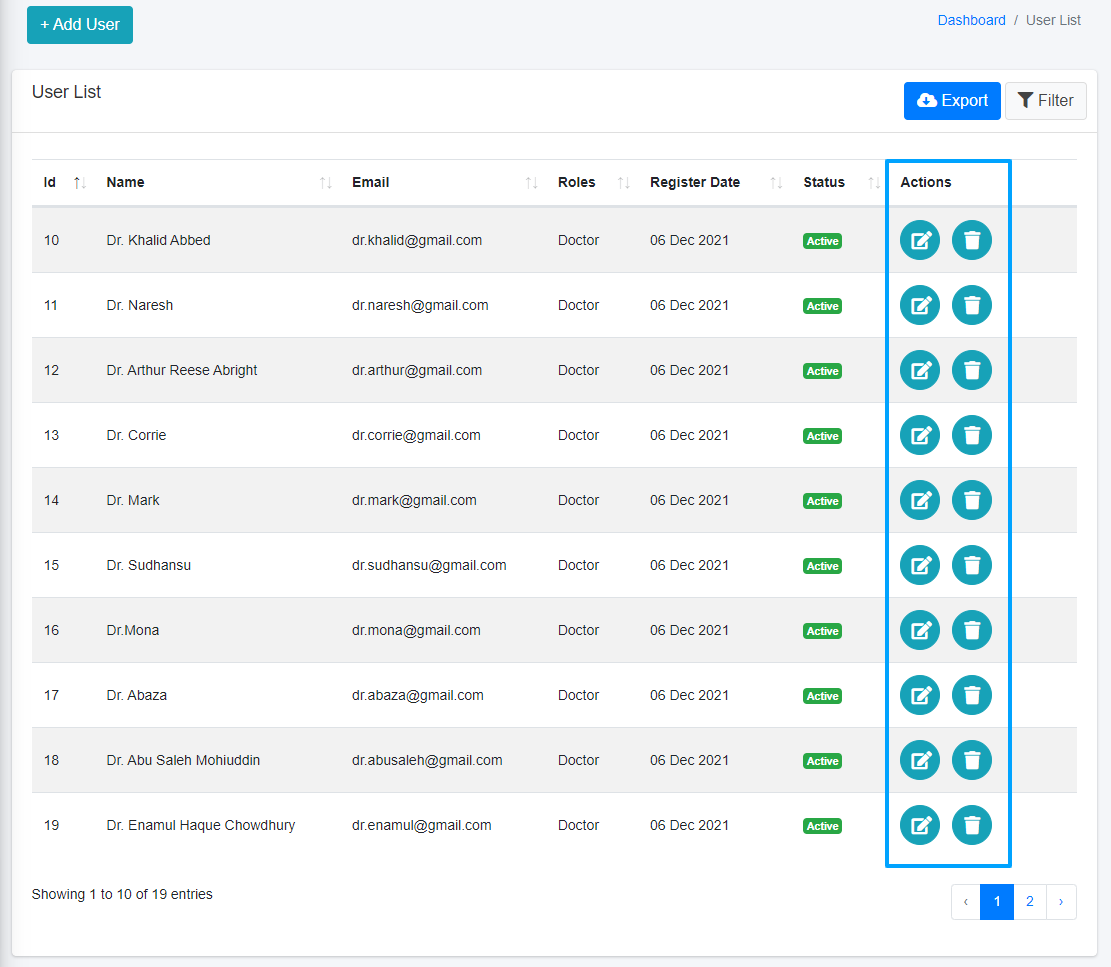 + Add User
Dashboard / User List
User List
Export Filter
Id Name Email Roles Register Date Status Actions
10 Dr. Khalid Abbed dr.khalid@gmail.com Doctor 06 Dec 2021 Active
11 Dr. Naresh dr.naresh@gmail.com Doctor 06 Dec 2021 Active
12 Dr. Arthur Reese Abright dr.arthur@gmail.com Doctor 06 Dec 2021 Active
13 Dr. Corrie dr.corrie@gmail.com Doctor 06 Dec 2021 Active
14 Dr. Mark dr.mark@gmail.com Doctor 06 Dec 2021 Active
15 Dr. Sudhansu dr.sudhansu@gmail.com Doctor 06 Dec 2021 Active
16 Dr.Mona dr.mona@gmail.com Doctor 06 Dec 2021 Active
17 Dr. Abaza dr.abaza@gmail.com Doctor 06 Dec 2021 Active
18 Dr. Abu Saleh Mohiuddin dr.abusaleh@gmail.com Doctor 06 Dec 2021 Active
19 Dr. Enamul Haque Chowdhury dr.enamul@gmail.com Doctor 06 Dec 2021 Active
Showing 1 to 10 of 19 entries
‹ 1 2 ›